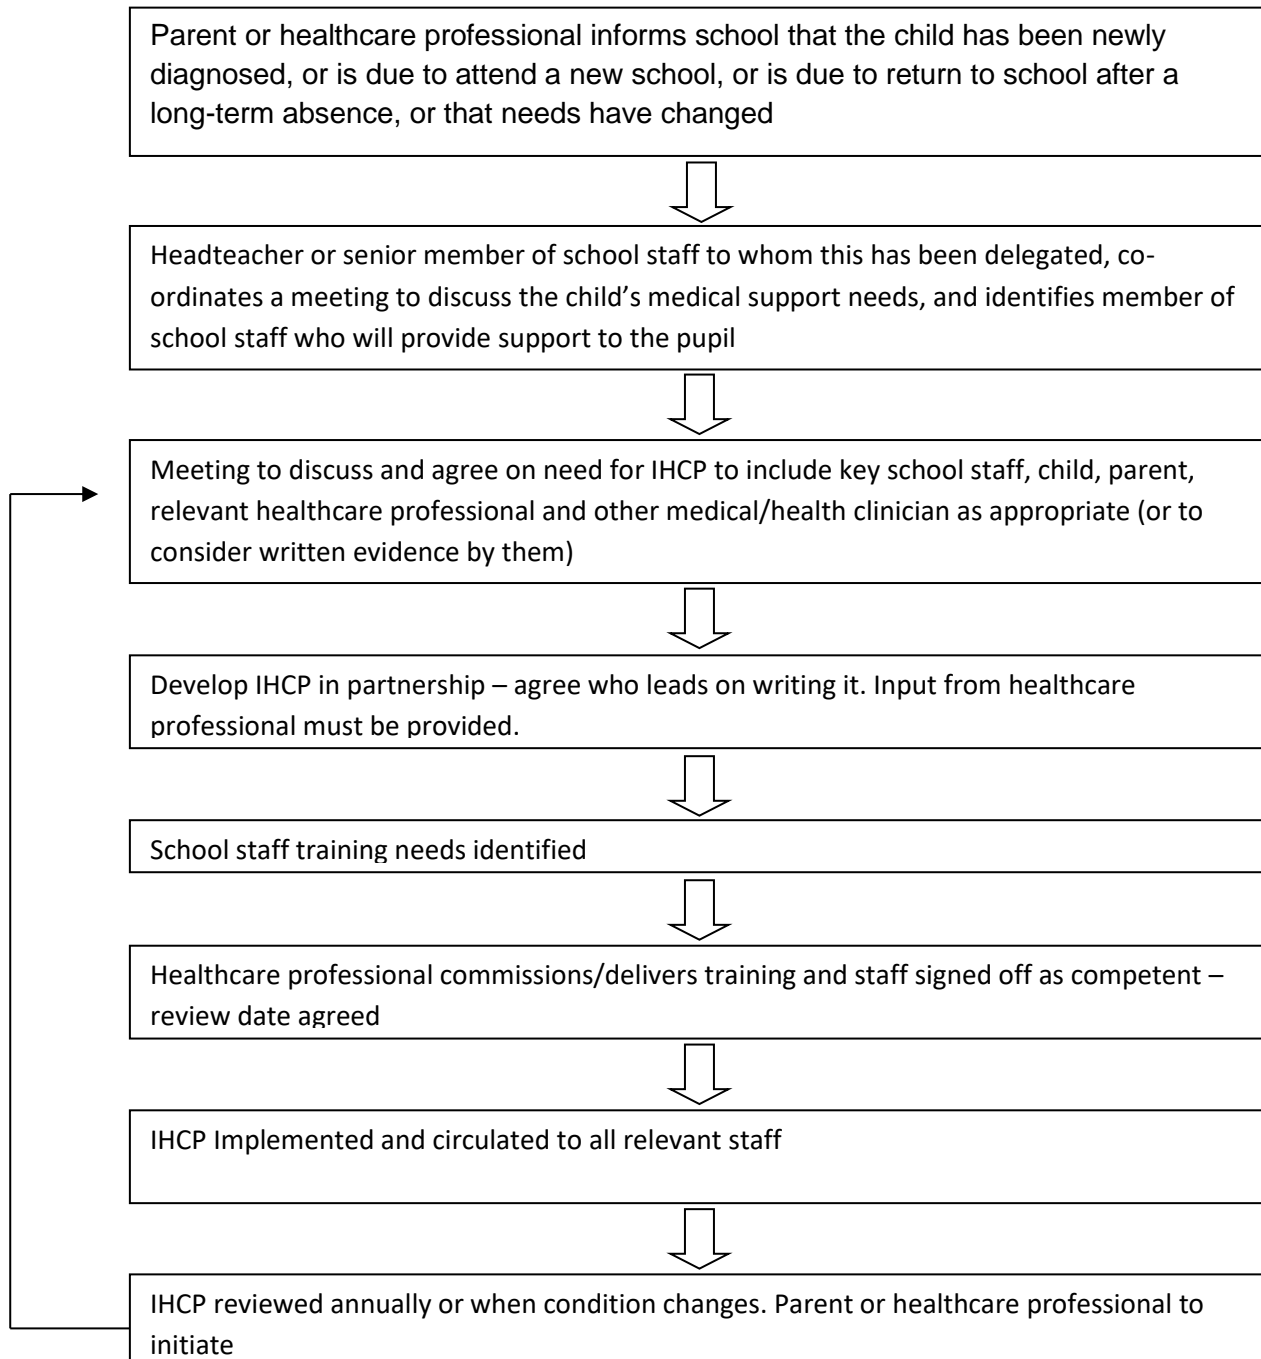 Parent or healthcare professional informs school that the child has been newly
diagnosed, or is due to attend a new school, or is due to return to school after a
long-term absence, or that needs have changed
Headteacher or senior member of school staff to whom this has been delegated, co-
ordinates a meeting to discuss the child’s medical support needs, and identifies member of
school staff who will provide support to the pupil
Meeting to discuss and agree on need for IHCP to include key school staff, child, parent,
relevant healthcare professional and other medical/health clinician as appropriate (or to
consider written evidence by them)
Develop IHCP in partnership – agree who leads on writing it. Input from healthcare
professional must be provided.
School staff training needs identified
Healthcare professional commissions/delivers training and staff signed off as competent –
review date agreed
IHCP Implemented and circulated to all relevant staff
IHCP reviewed annually or when condition changes. Parent or healthcare professional to
initiate